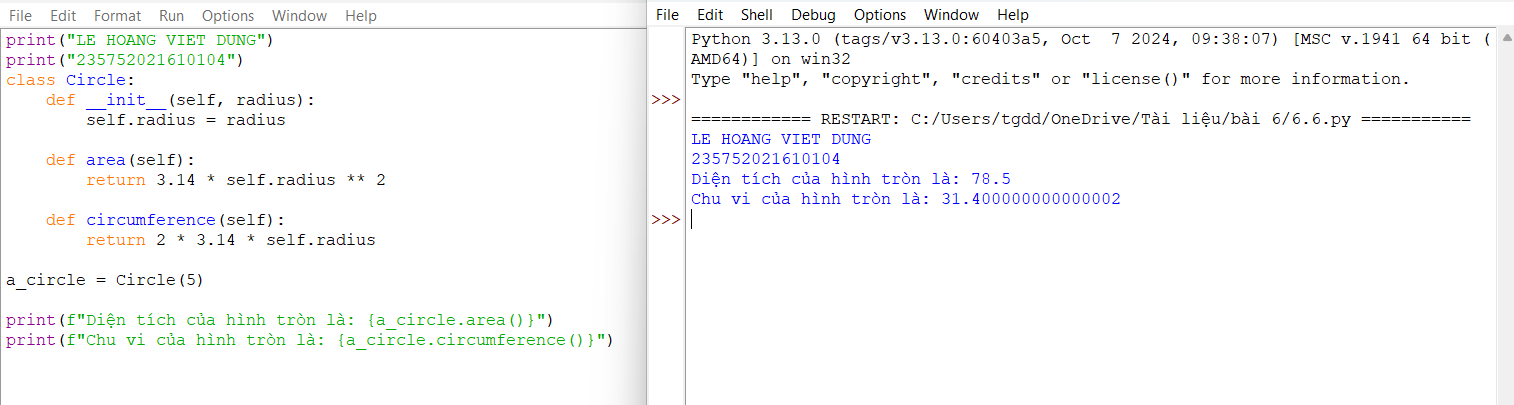 File Edit Format Run Options Window Help
print("LE HOANG VIET DUNG")
print("235752021610104")
class Circle:
    def __init__(self, radius):
        self.radius = radius

    def area(self):
        return 3.14 * self.radius ** 2

    def circumference(self):
        return 2 * 3.14 * self.radius

a_circle = Circle(5)

print(f"Diện tích của hình tròn là: {a_circle.area()}")
print(f"Chu vi của hình tròn là: {a_circle.circumference()}")
File Edit Shell Debug Options Window Help
Python 3.13.0 (tags/v3.13.0:60403a5, Oct  7 2024, 09:38:07) [MSC v.1941 64 bit (
AMD64)] on win32
Type "help", "copyright", "credits" or "license()" for more information.
>>>
============ RESTART: C:/Users/tgdd/OneDrive/Tài liệu/bài 6/6.6.py ===========
LE HOANG VIET DUNG
235752021610104
Diện tích của hình tròn là: 78.5
Chu vi của hình tròn là: 31.400000000000002
>>>